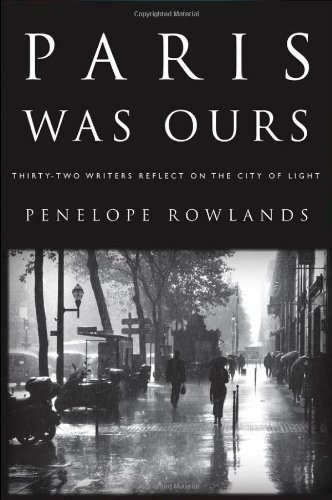 PARIS
WAS OURS
THIRTY-TWO WRITERS REFLECT ON THE CITY OF LIGHT
PENELOPE ROWLANDS